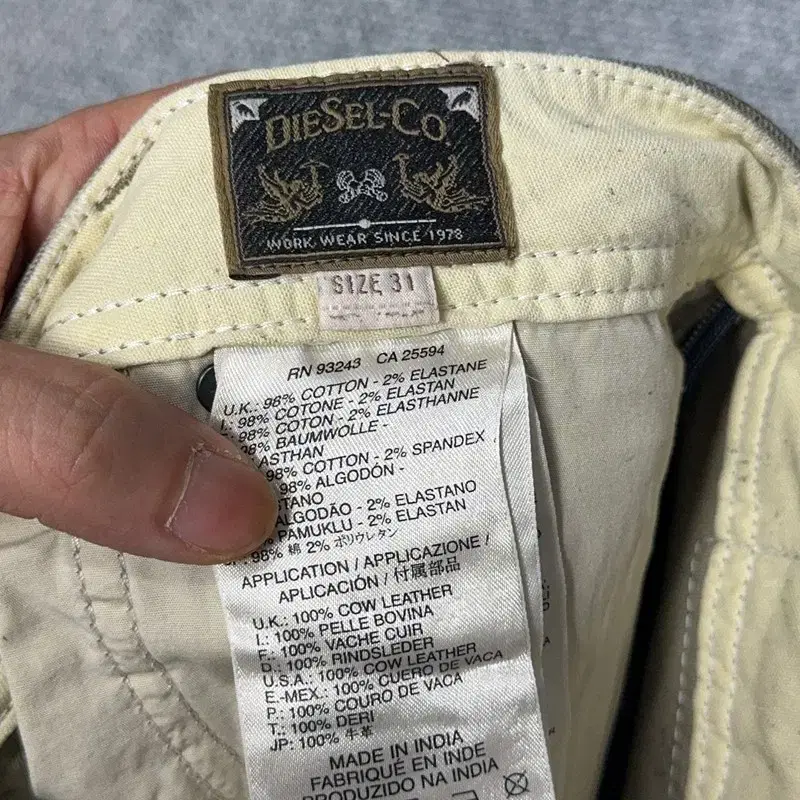 DIESEL-CO.
WORK WEAR SINCE 1978
SIZE 31
RN 93243 CA 25594
U.K.: 98% COTTON - 2% ELASTANE
I.: 98% COTONE - 2% ELASTAN
98% COTON - 2% ELASTHANNE
98% BAUMWOLLE -
ASTHAN
98% COTTON - 2% SPANDEX
98% ALGODÓN -
STANO
ALGODÃO - 2% ELASTANO
PAMUKLU - 2% ELASTAN
JP: 98% 綿 2% ポリウレタン
APPLICATION / APPLICAZIONE /
APLICACIÓN / 付属部品
U.K.: 100% COW LEATHER
I.: 100% PELLE BOVINA
F.: 100% VACHE CUIR
D.: 100% RINDSLEDER
U.S.A.: 100% COW LEATHER
E.-MEX.: 100% CUERO DE VACA
P.: 100% COURO DE VACA
T.: 100% DERI
JP: 100% 牛革
MADE IN INDIA
FABRIQUÉ EN INDE
PRODUZIDO NA INDIA